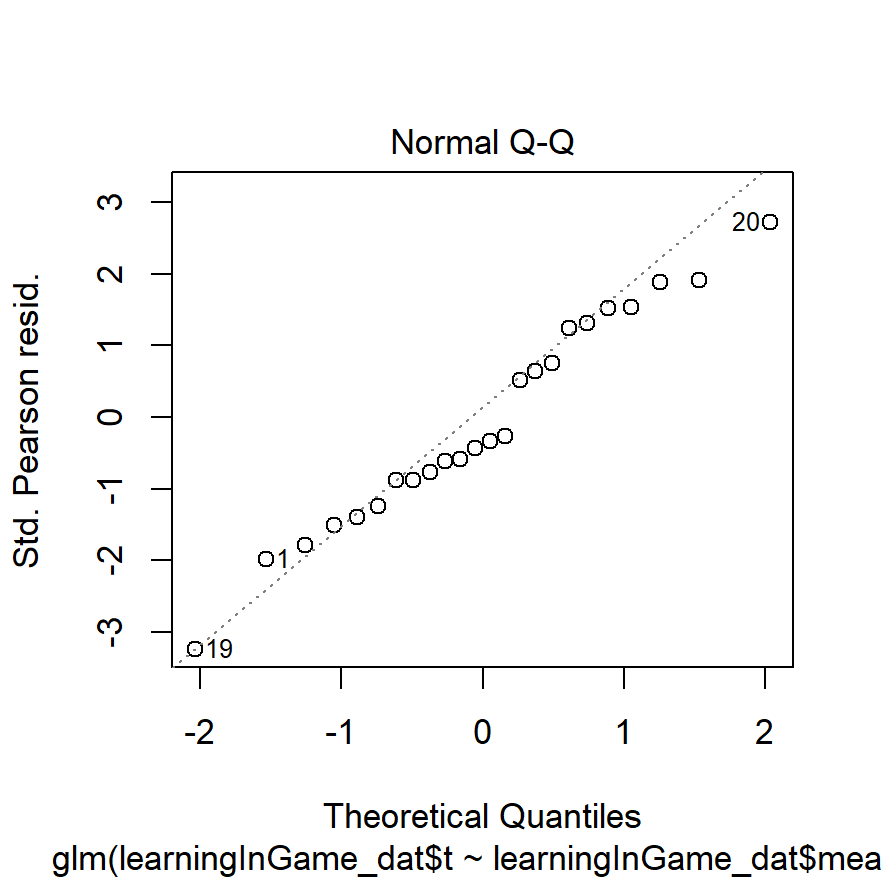 Normal Q-Q
Std. Pearson resid.
3
2
1
0
-1
-2
-3
20
1
19
-2 -1 0 1 2
Theoretical Quantiles
glm(learningInGame_dat$t ~ learningInGame_dat$mea